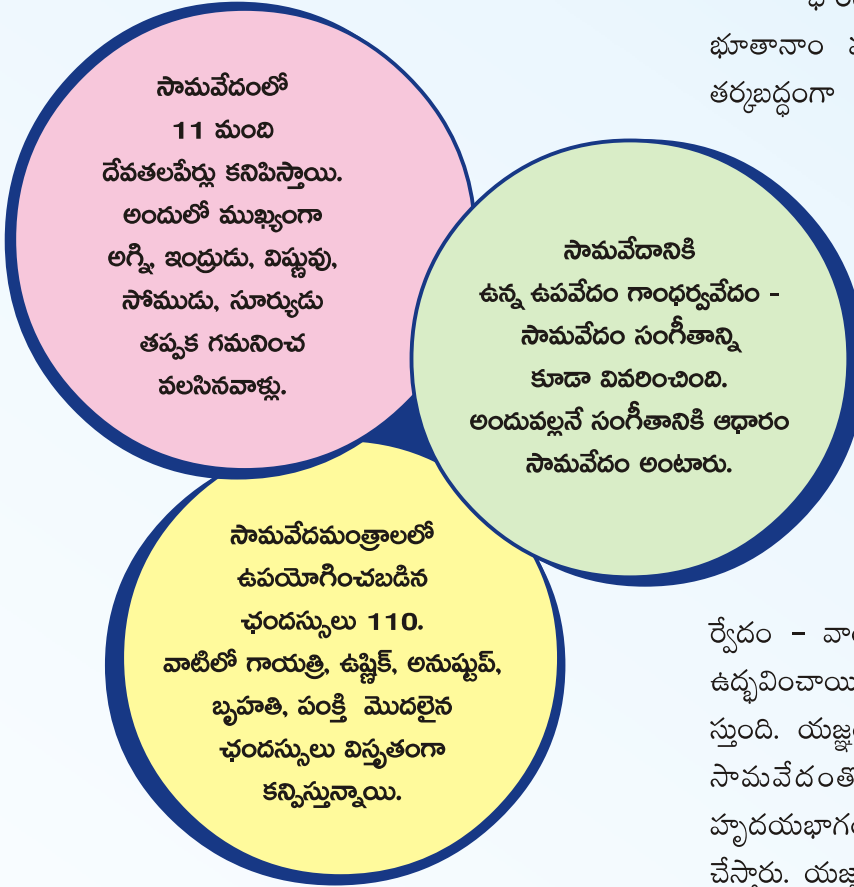 సామవేదంలో
11 మంది
దేవతలపేర్లు కనిపిస్తాయి.
అందులో ముఖ్యంగా
అగ్ని, ఇంద్రుడు, విష్ణువు,
సోముడు, సూర్యుడు
తప్పక గమనించ
వలసినవాళ్లు.
సామవేదానికి
ఉన్న ఉపవేదం గాంధర్వవేదం -
సామవేదం సంగీతాన్ని
కూడా వివరించింది.
అందువల్లనే సంగీతానికి ఆధారం
సామవేదం అంటారు.
సామవేదమంత్రాలలో
ఉపయోగించబడిన
ఛందస్సులు 110.
వాటిలో గాయత్రి, ఉష్ణిక్, అనుష్టుప్,
బృహతి, పంక్తి మొదలైన
ఛందస్సులు విస్తృతంగా
కన్పిస్తున్నాయి.
భూతానాం
తర్కబద్ధంగా
ర్వేదం –
ఉద్భవించాయి
స్తుంది.
సామవేదంతో
హృదయభాగం
చేస్తారు.